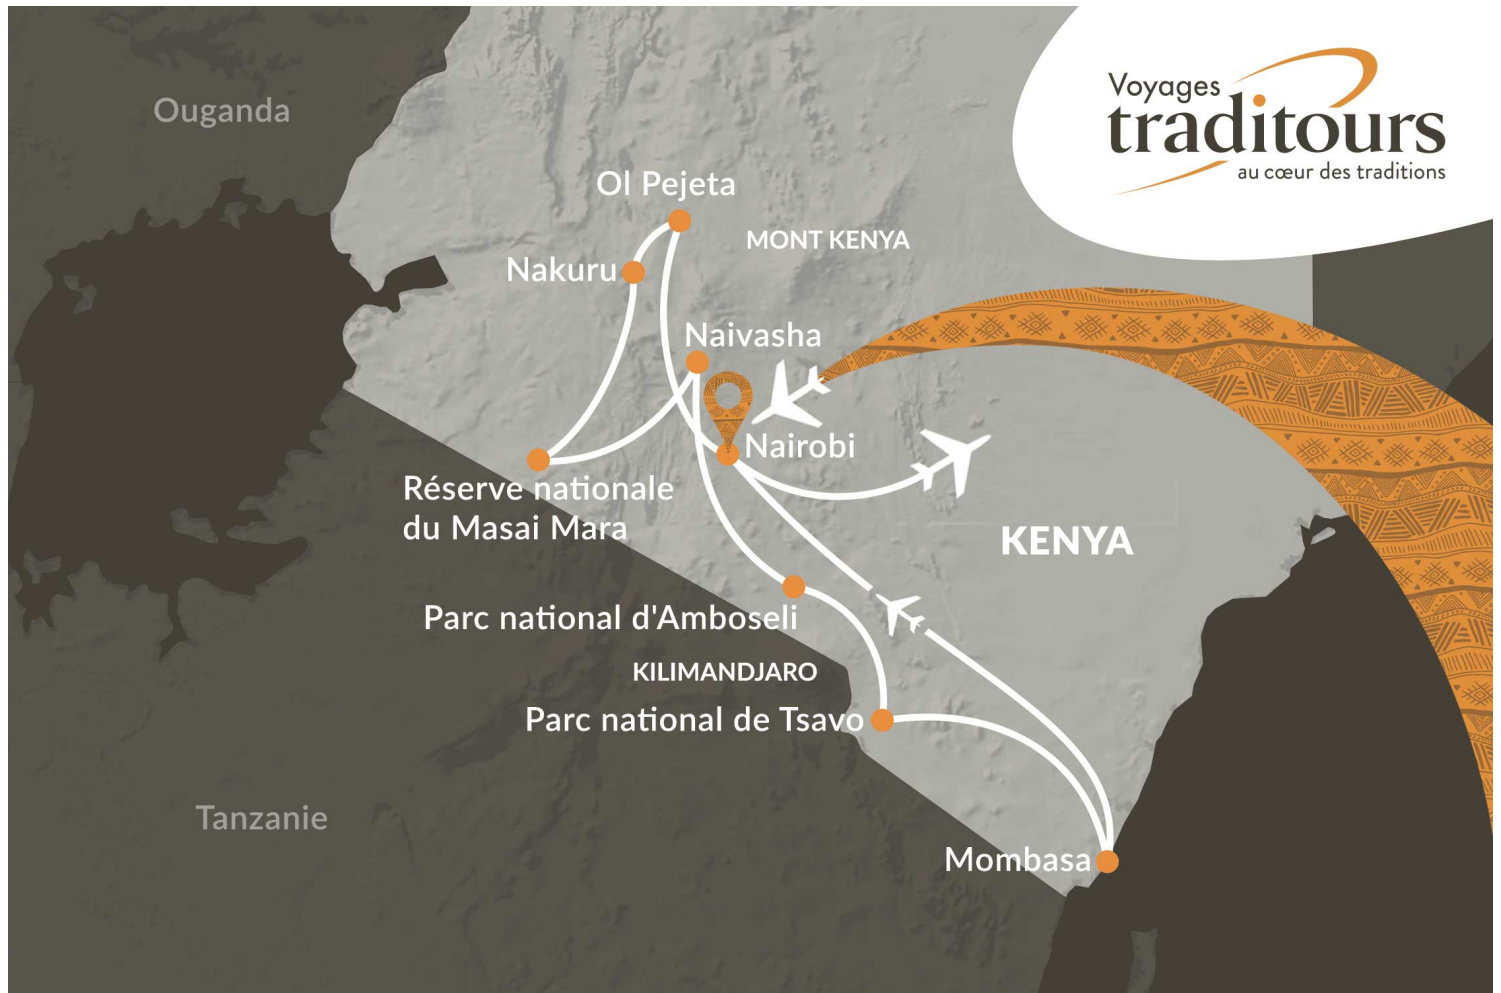 Voyages
traditours
au cœur des traditions
Ouganda
Ol Pejeta
MONT KENYA
Nakuru
Naivasha
Nairobi
Réserve nationale
du Masai Mara
KENYA
Parc national d'Amboseli
KILIMANDJARO
Parc national de Tsavo
Tanzanie
Mombasa